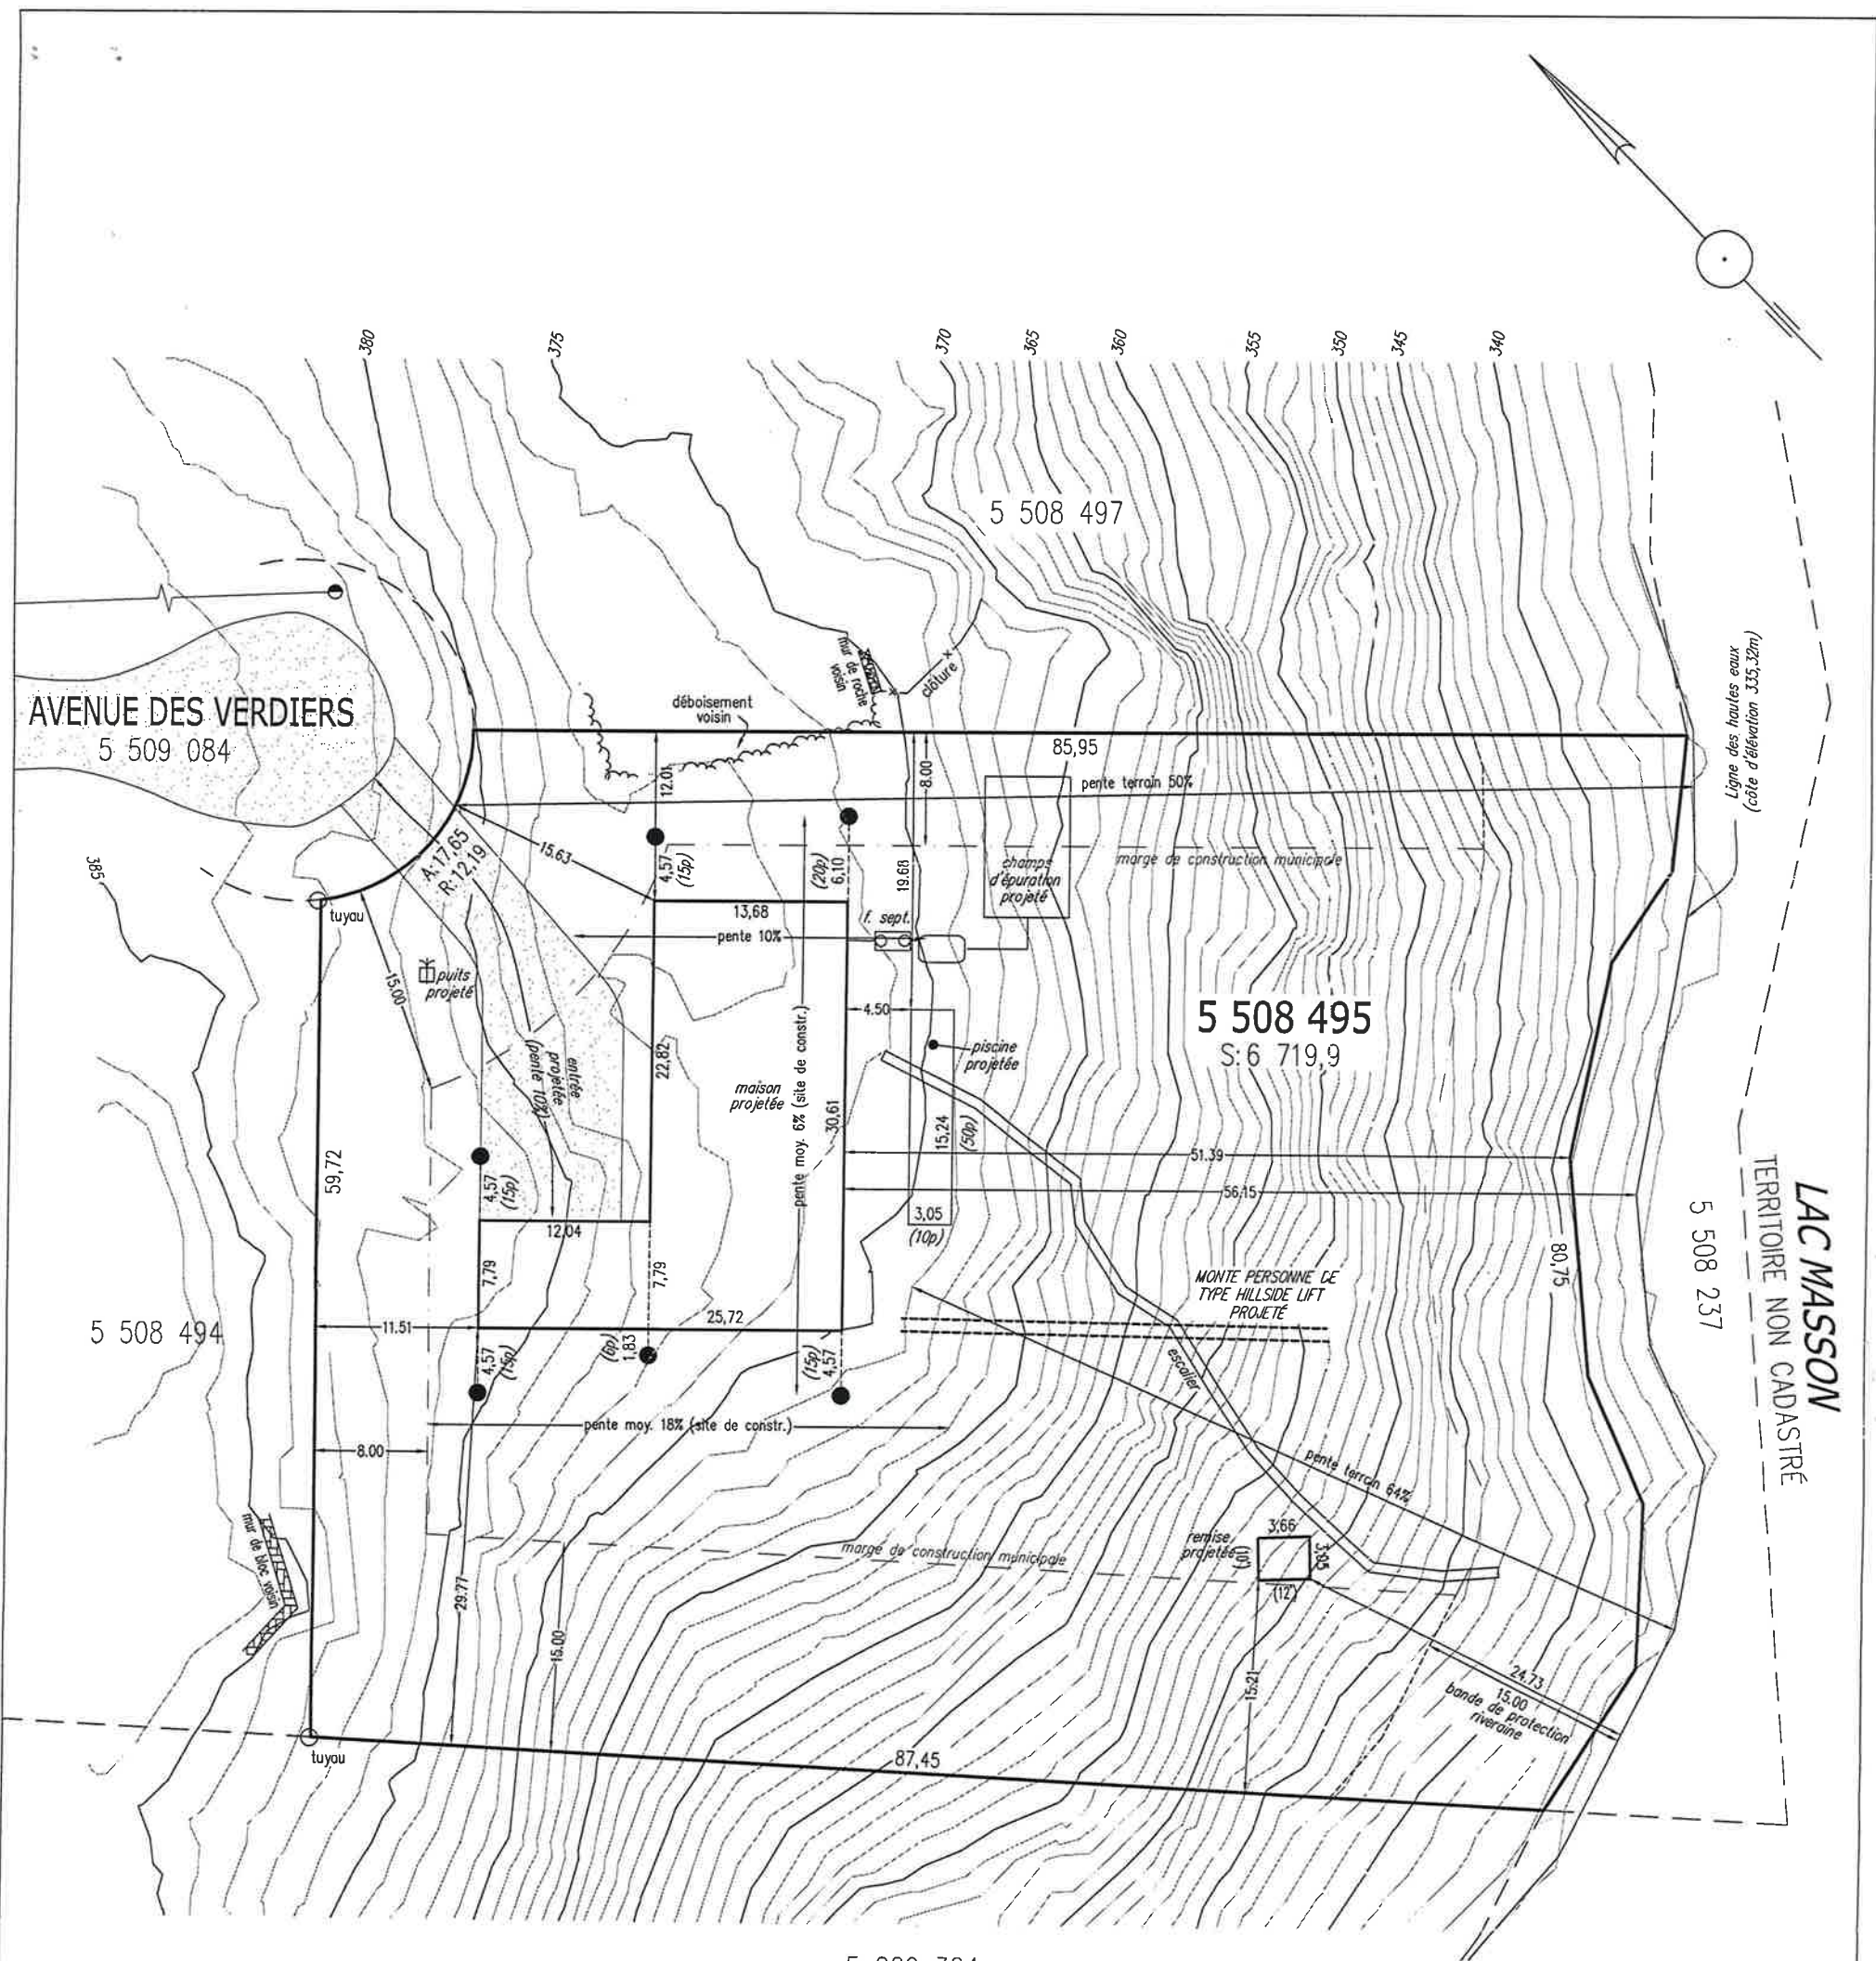 380
375
370
365
360
355
350
345
340
5 508 497
Ligne des hautes eaux
(côte d'élévation 335,32m)
mur de roche
voisin
clôture
déboisement
voisin
AVENUE DES VERDIERS
5 509 084
85,95
pente terrain 50%
12.01
8.00
A:17,65
R:12,19
15.63
4,57
(15p)
(20p)
6,10
19.68
champs
d'épuration
projeté
marge de construction municipale
385
tuyau
13,68
f. sept.
pente 10%
puits
projeté
15.00
4.50
5 508 495
S: 6 719,9
piscine
projetée
entrée
projetée
(pente 10%)
22,82
maison
projetée
pente moy. 6% (site de constr.)
30,61
15,24
(50p)
59,72
51.39
56.15
4,57
(15p)
12,04
3,05
(10p)
LAC MASSON
TERRITOIRE NON CADASTRÉ
5 508 237
80,75
7,79
7,79
MONTE PERSONNE DE
TYPE HILLSIDE LIFT
PROJETÉ
5 508 494
11.51
25,72
4,57
(15p)
(6p)
1,83
(15p)
4,57
escalier
pente moy. 18% (site de constr.)
8.00
pente terrain 64%
mur de bloc voisin
marge de construction municipale
remise
projetée
3,66
3,05
(10')
(12')
29.77
15.00
15.21
24.73
15.00
bande de protection
riveraine
tuyau
87,45